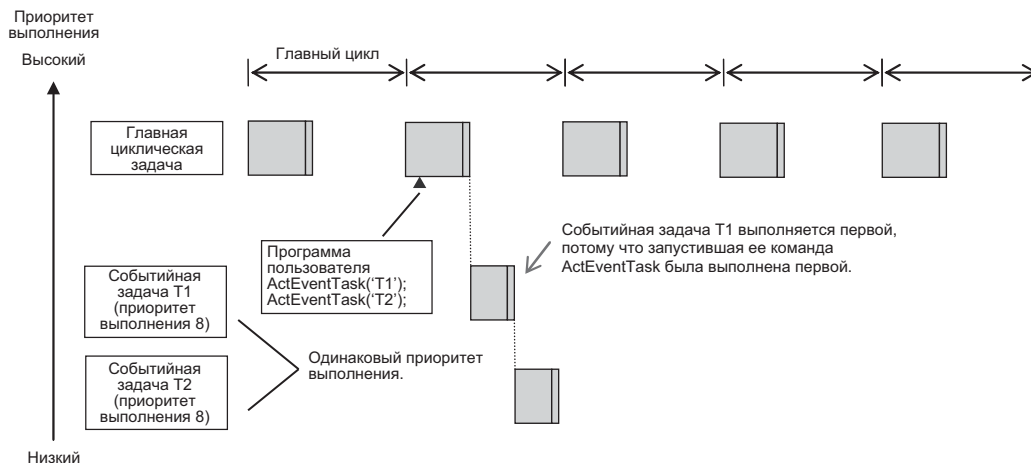 Приоритет
выполнения
Высокий
Главный цикл
Главная
циклическая
задача
Программа
пользователя
ActEventTask(‘T1’);
ActEventTask(‘T2’);
Событийная задача T1 выполняется первой,
потому что запустившая ее команда
ActEventTask была выполнена первой.
Событийная
задача T1
(приоритет
выполнения 8)
Одинаковый приоритет
выполнения.
Событийная
задача T2
(приоритет
выполнения 8)
Низкий